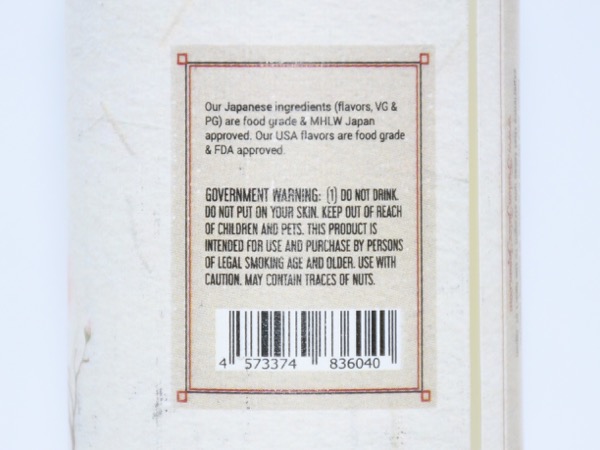 Our Japanese ingredients (flavors, VG &
PG) are food grade & MHLW Japan
approved. Our USA flavors are food grade
& FDA approved.
GOVERNMENT WARNING: (1) DO NOT DRINK.
DO NOT PUT ON YOUR SKIN. KEEP OUT OF REACH
OF CHILDREN AND PETS. THIS PRODUCT IS
INTENDED FOR USE AND PURCHASE BY PERSONS
OF LEGAL SMOKING AGE AND OLDER. USE WITH
CAUTION. MAY CONTAIN TRACES OF NUTS.
4 573374 836040